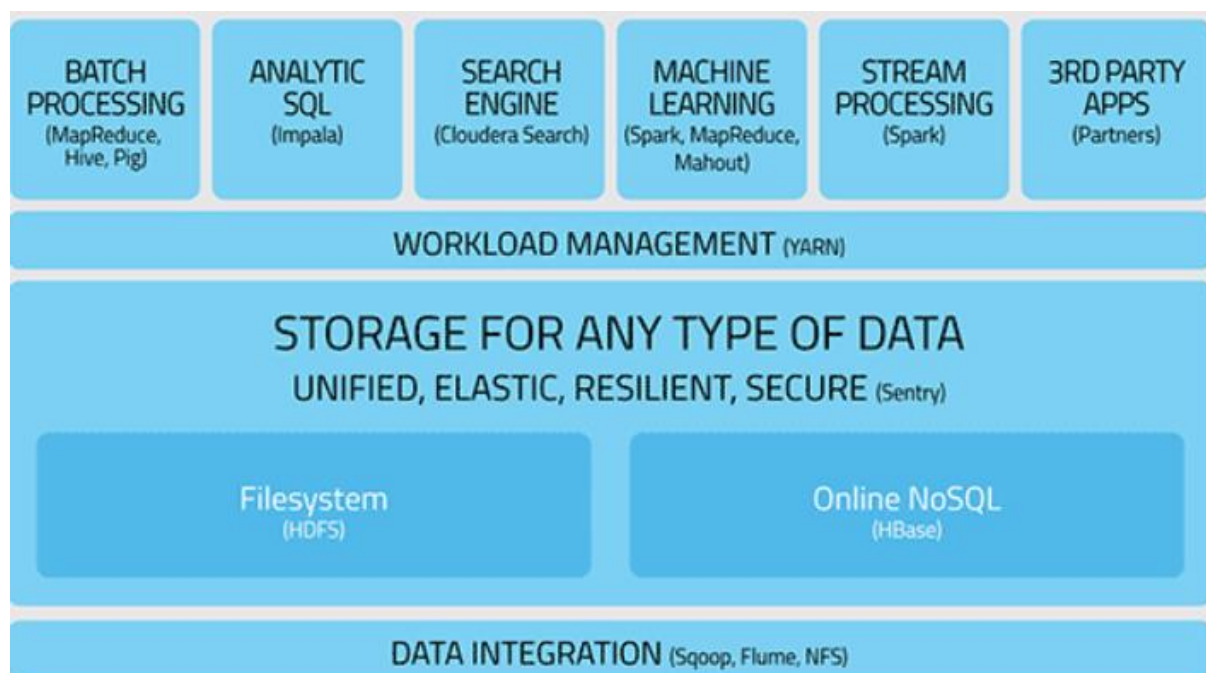 BATCH
PROCESSING
(MapReduce,
Hive, Pig)
ANALYTIC
SQL
(Impala)
SEARCH
ENGINE
(Cloudera Search)
MACHINE
LEARNING
(Spark, MapReduce,
Mahout)
STREAM
PROCESSING
(Spark)
3RD PARTY
APPS
(Partners)
WORKLOAD MANAGEMENT (YARN)
STORAGE FOR ANY TYPE OF DATA
UNIFIED, ELASTIC, RESILIENT, SECURE (Sentry)
Filesystem
(HDFS)
Online NoSQL
(HBase)
DATA INTEGRATION (Sqoop, Flume, NFS)